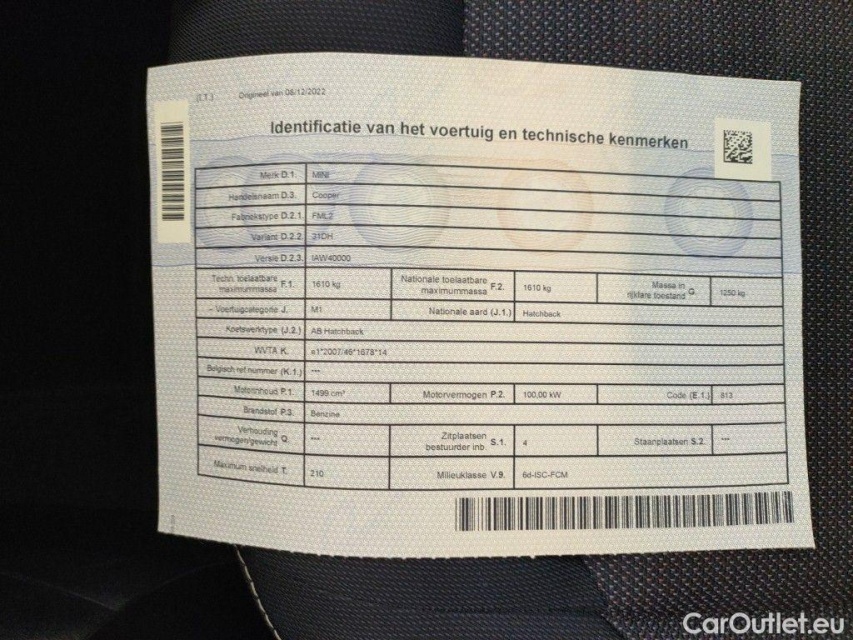 (I.1.) Origineel van 08/12/2022
Identificatie van het voertuig en technische kenmerken
Merk D.1. MINI
Handelsnaam D.3. Cooper
Fabriekstype D.2.1. FML2
Variant D.2.2. 31DH
Versie D.2.3. IAW40000
Techn. toelaatbare maximummassa F.1. 1610 kg Nationale toelaatbare maximummassa F.2. 1610 kg Massa in rijklare toestand G. 1250 kg
Voertuigcategorie J. M1 Nationale aard (J.1.) Hatchback
Koetswerktype (J.2.) AB Hatchback
WVTA K. e1*2007/46*1678*14
Belgisch ref nummer (K.1.) ---
Motorinhoud P.1. 1499 cm³ Motorvermogen P.2. 100,00 kW Code (E.1.) 813
Brandstof P.3. Benzine
Verhouding vermogen/gewicht Q. --- Zitplaatsen bestuurder inb. S.1. 4 Staanplaatsen S.2. ---
Maximum snelheid T. 210 Milieuklasse V.9. 6d-ISC-FCM
CarOutlet.eu